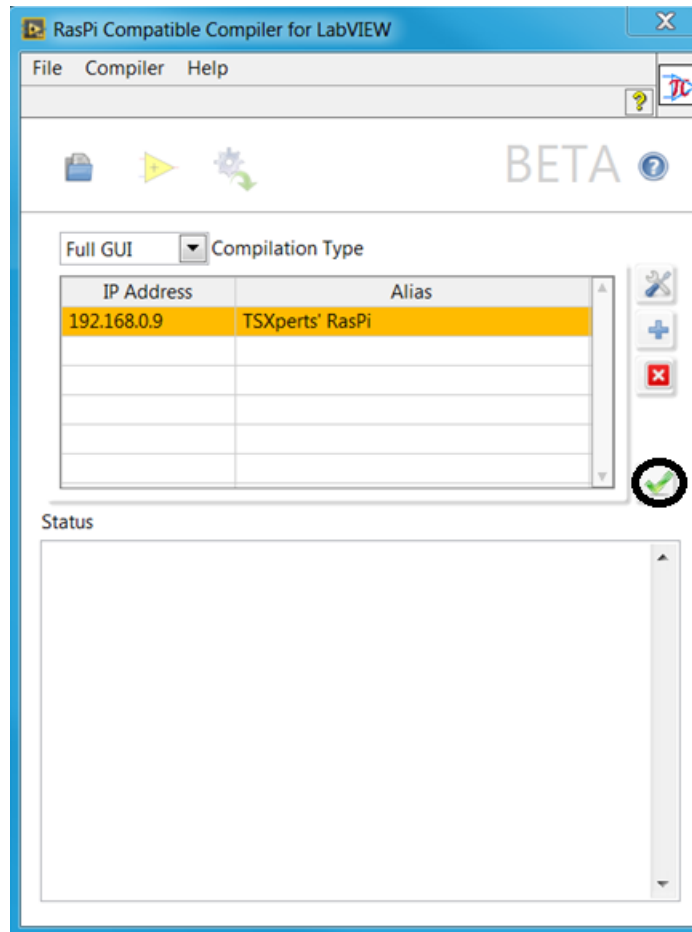 RasPi Compatible Compiler for LabVIEW
File Compiler Help
BETA
Full GUI Compilation Type
IP Address Alias
192.168.0.9 TSXperts' RasPi
Status